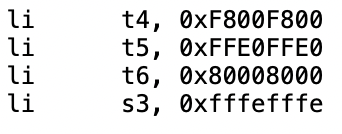 li t4, 0xF800F800
li t5, 0xFFE0FFE0
li t6, 0x80008000
li s3, 0xfffefffe